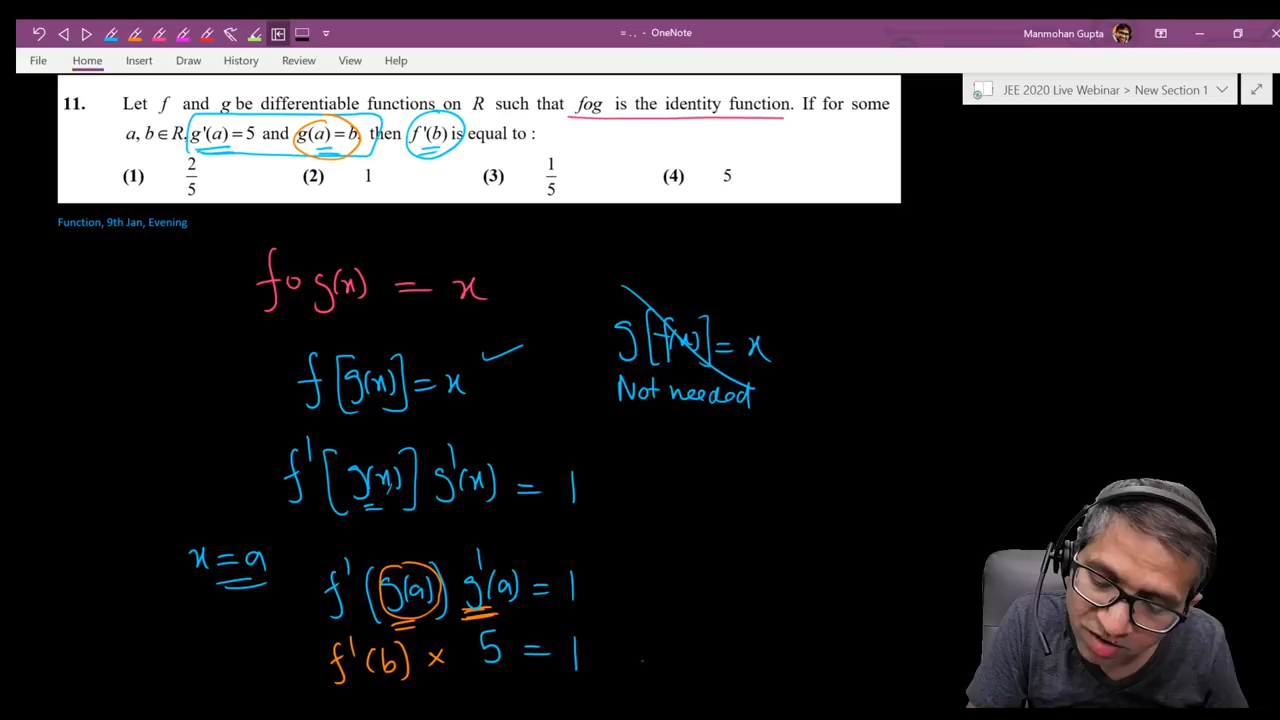 = . , . - OneNote
Manmohan Gupta
File Home Insert Draw History Review View Help
JEE 2020 Live Webinar > New Section 1
11. Let f and g be differentiable functions on R such that fog is the identity function. If for some
a, b ∈ R, g'(a) = 5 and g(a) = b, then f'(b) is equal to :
(1) 2/5 (2) 1 (3) 1/5 (4) 5
Function, 9th Jan, Evening
fog(x) = x
g[f(x)] = x
Not needed
f[g(x)] = x
f'[g(x)] g'(x) = 1
x = a
f'(g(a)) g'(a) = 1
f'(b) × 5 = 1